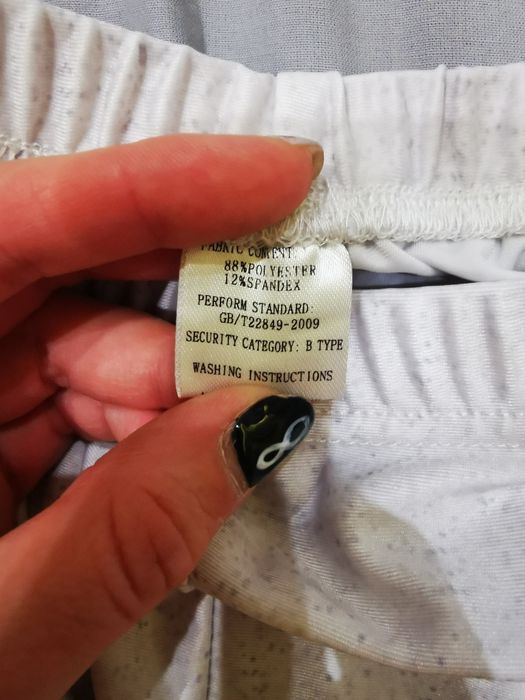 FABRIC CONTENT:
88%POLYESTER
12%SPANDEX
PERFORM STANDARD:
GB/T22849-2009
SECURITY CATEGORY: B TYPE
WASHING INSTRUCTIONS